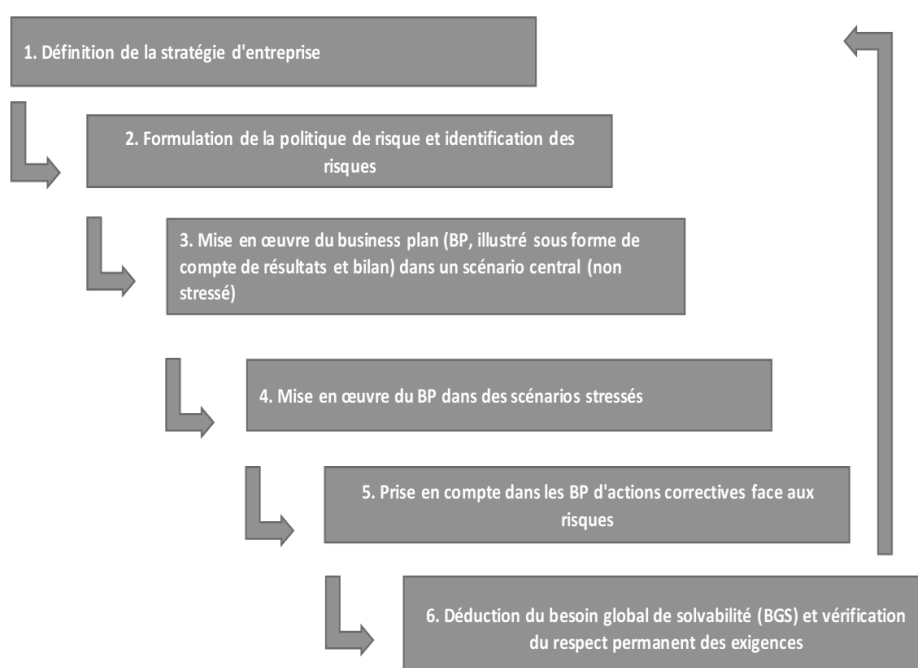 1. Définition de la stratégie d'entreprise
2. Formulation de la politique de risque et identification des
risques
3. Mise en œuvre du business plan (BP, illustré sous forme de
compte de résultats et bilan) dans un scénario central (non
stressé)
4. Mise en œuvre du BP dans des scénarios stressés
5. Prise en compte dans les BP d'actions correctives face aux
risques
6. Déduction du besoin global de solvabilité (BGS) et vérification
du respect permanent des exigences